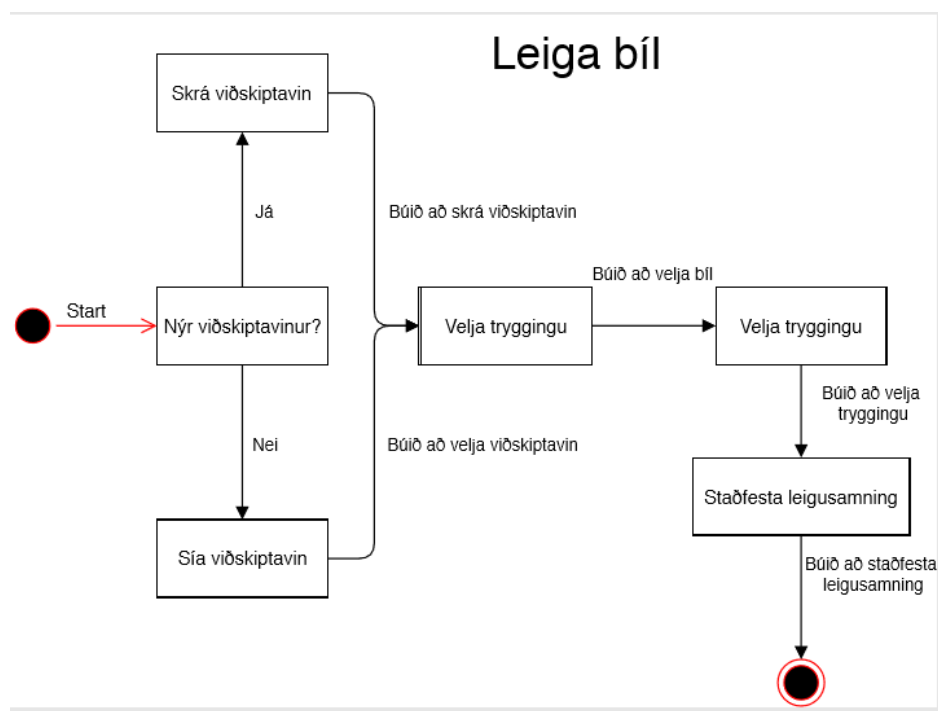 Leiga bíl
Skrá viðskiptavin
Já
Búið að skrá viðskiptavin
Búið að velja bíl
Start
Nýr viðskiptavinur?
Velja tryggingu
Velja tryggingu
Búið að velja
tryggingu
Nei
Búið að velja viðskiptavin
Staðfesta leigusamning
Sía viðskiptavin
Búið að staðfesta
leigusamning